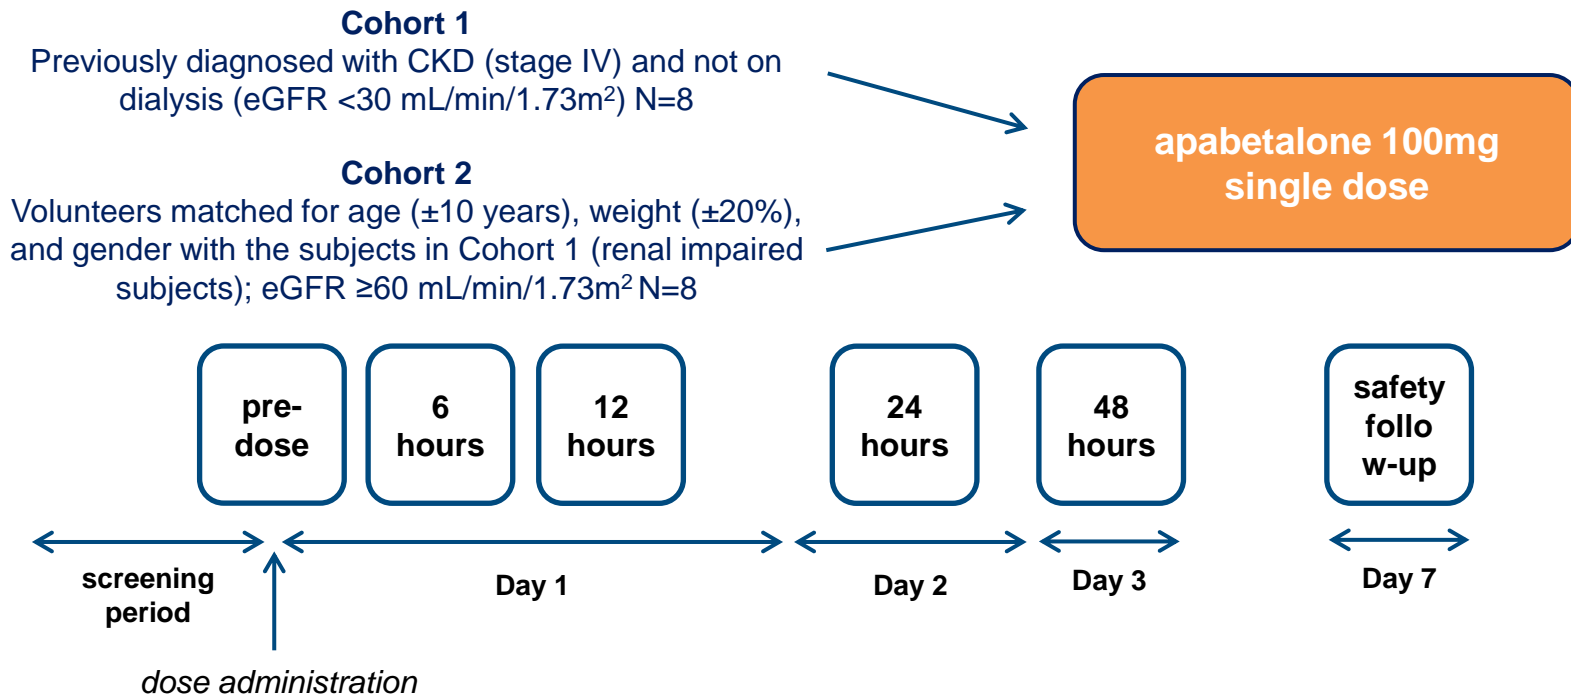 Cohort 1
Previously diagnosed with CKD (stage IV) and not on
dialysis (eGFR <30 mL/min/1.73m²) N=8
apabetalone 100mg
single dose
Cohort 2
Volunteers matched for age (±10 years), weight (±20%),
and gender with the subjects in Cohort 1 (renal impaired
subjects); eGFR ≥60 mL/min/1.73m² N=8
pre-
dose
6
hours
12
hours
24
hours
48
hours
safety
follo
w-up
screening
period
Day 1
Day 2
Day 3
Day 7
dose administration